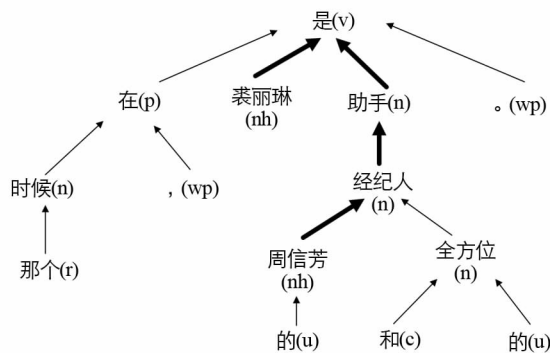 是(v)
在(p)
裘丽琳
(nh)
助手(n)
。(wp)
时候(n)
，(wp)
经纪人
(n)
那个(r)
周信芳
(nh)
全方位
(n)
的(u)
和(c)
的(u)